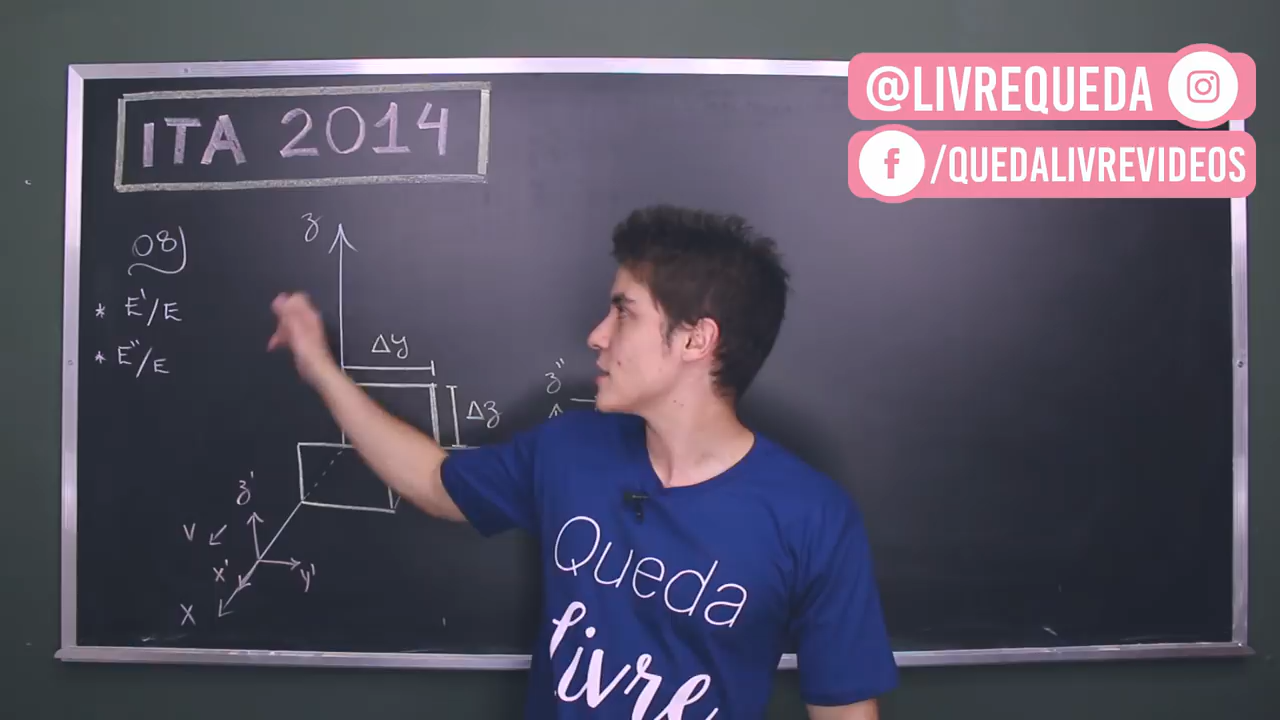 @LIVREQUEDA
f/QUEDALIVREVIDEOS
ITA 2014
08)
* E'/E
* E''/E
z
Δy
Δz
z''
z'
V
x'
y'
X
Queda
livre